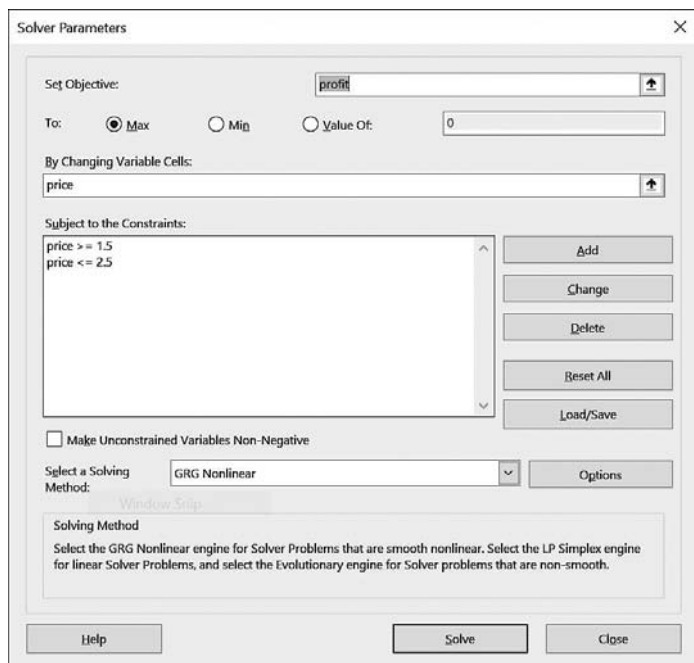 Solver Parameters
Set Objective:
profit
To:
Max
Min
Value Of:
0
By Changing Variable Cells:
price
Subject to the Constraints:
price >= 1.5
price <= 2.5
Add
Change
Delete
Reset All
Load/Save
Make Unconstrained Variables Non-Negative
Select a Solving
Method:
GRG Nonlinear
Options
Window Snip
Solving Method
Select the GRG Nonlinear engine for Solver Problems that are smooth nonlinear. Select the LP Simplex engine
for linear Solver Problems, and select the Evolutionary engine for Solver problems that are non-smooth.
Help
Solve
Close